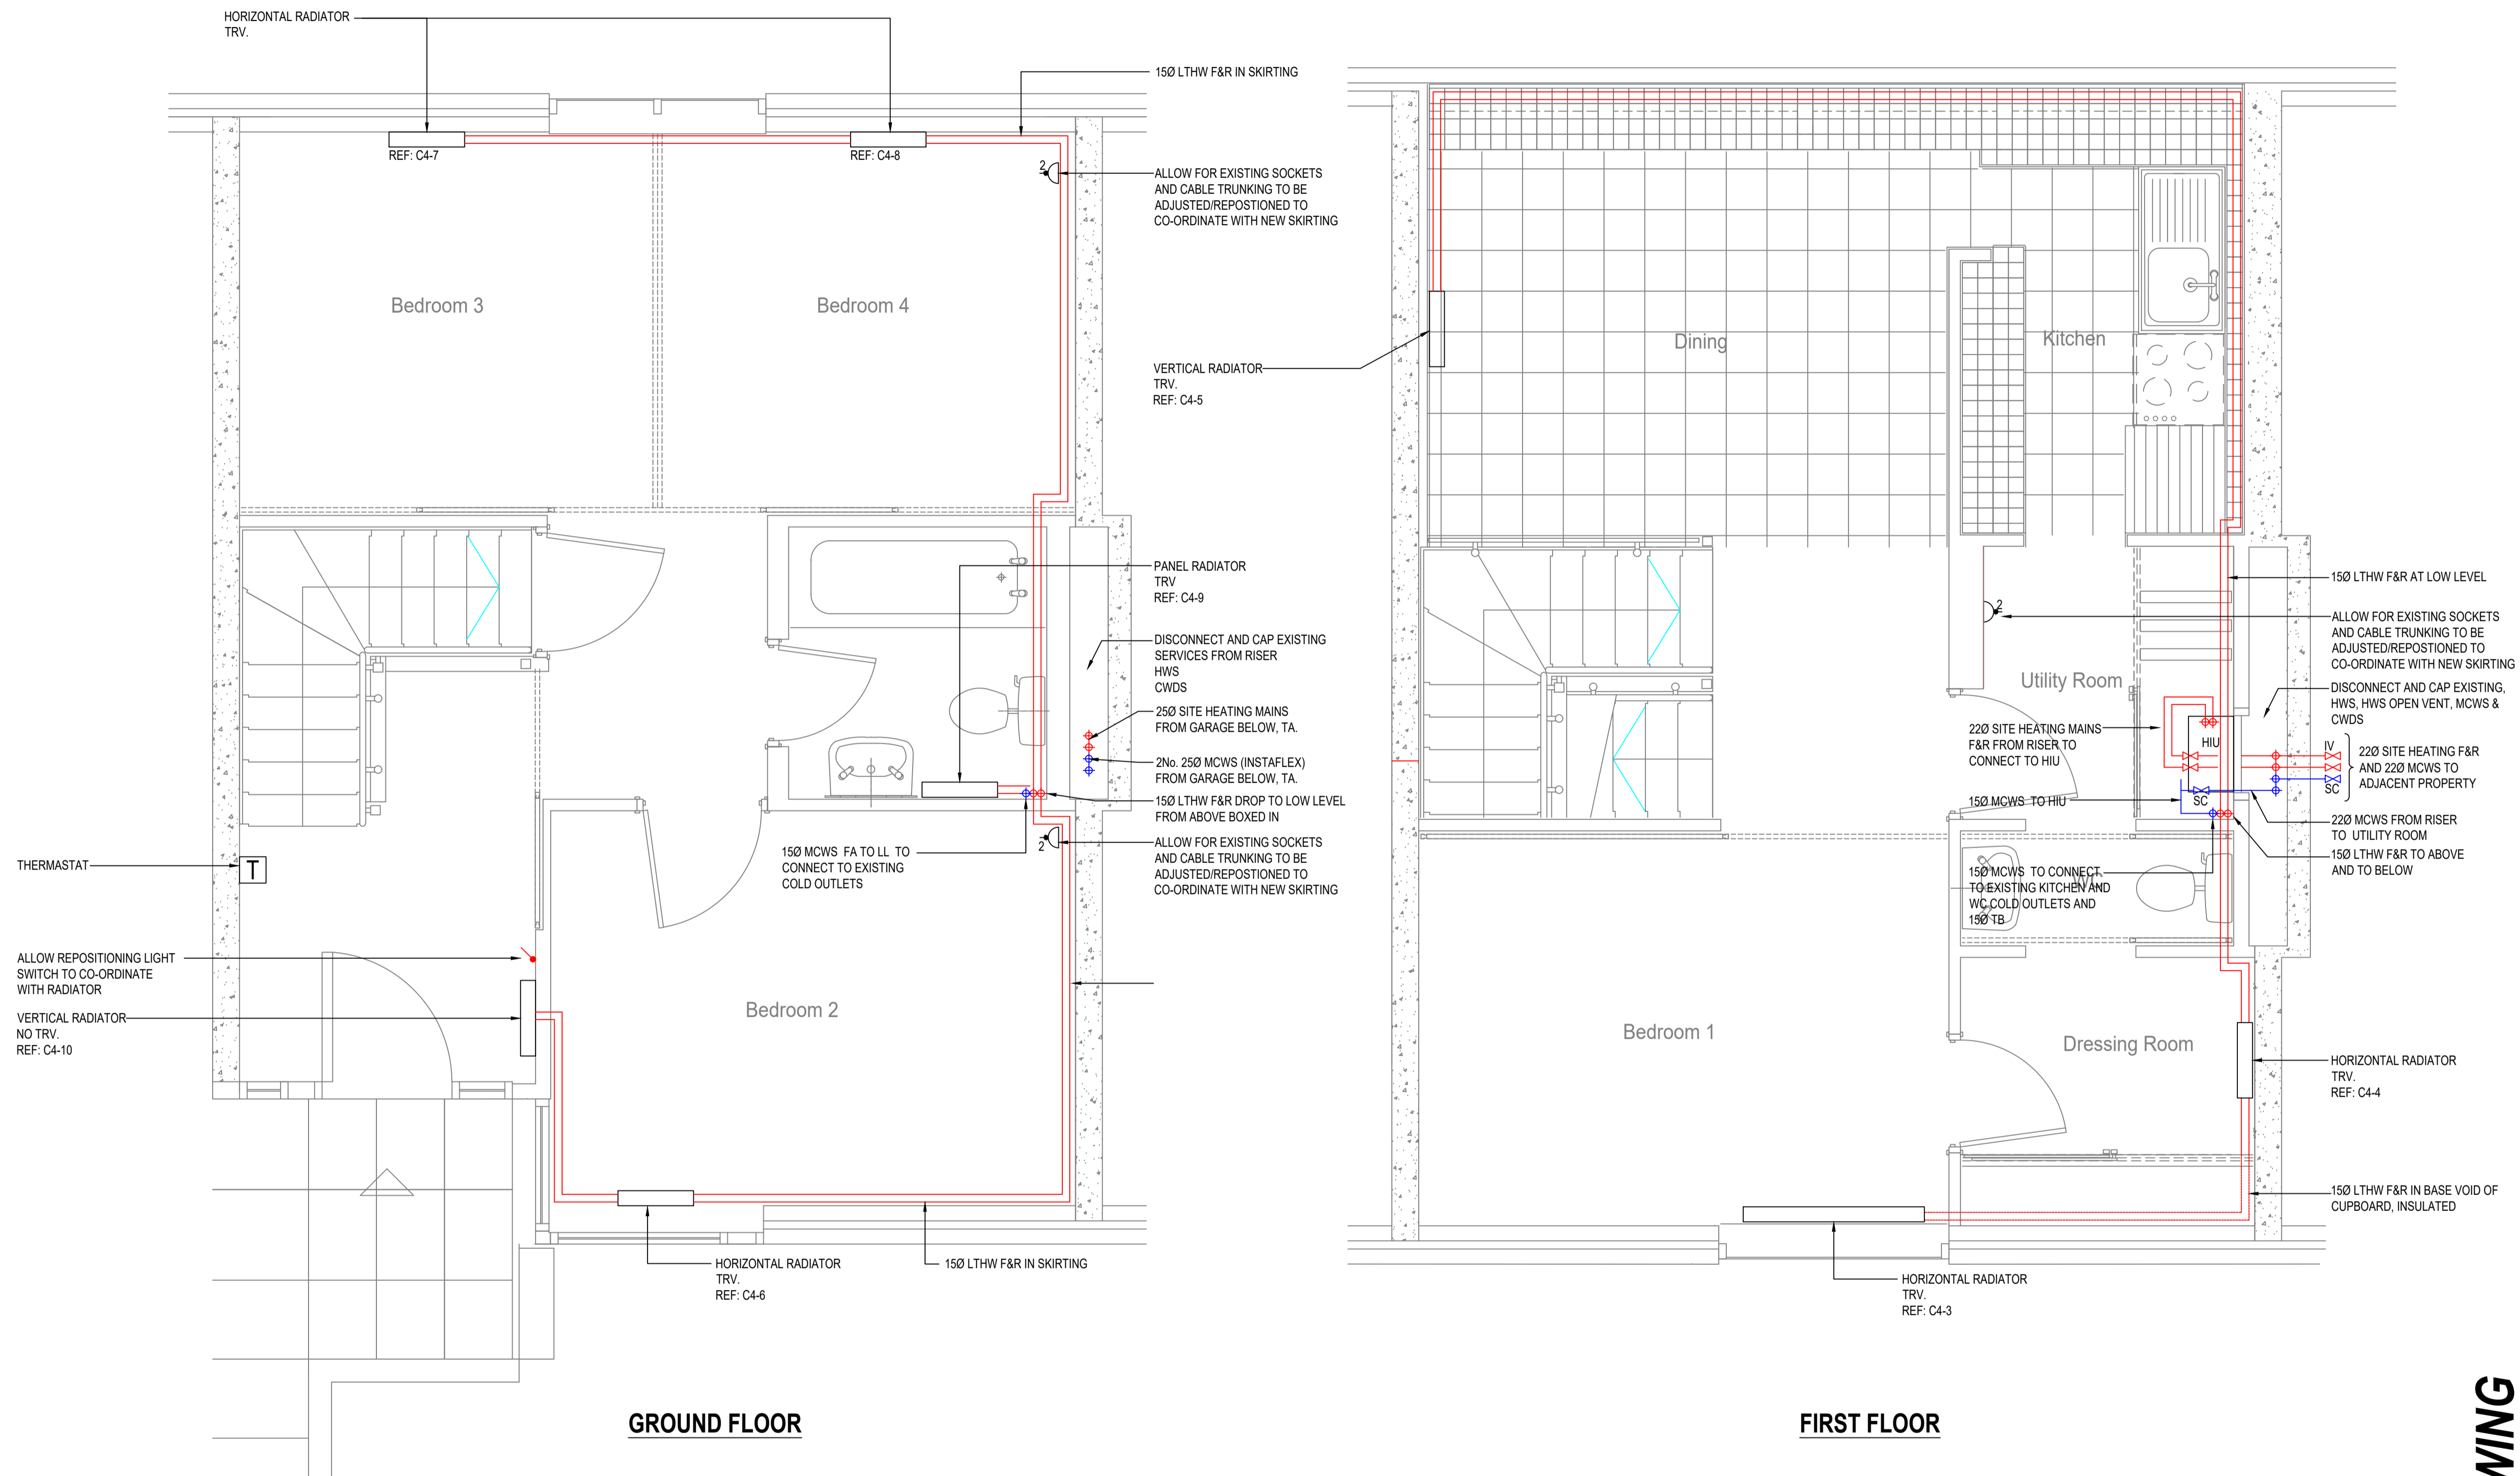 HORIZONTAL RADIATOR
TRV.
15Ø LTHW F&R IN SKIRTING
REF: C4-7
REF: C4-8
2
ALLOW FOR EXISTING SOCKETS
AND CABLE TRUNKING TO BE
ADJUSTED/REPOSTIONED TO
CO-ORDINATE WITH NEW SKIRTING
Bedroom 3
Bedroom 4
PANEL RADIATOR
TRV
REF: C4-9
DISCONNECT AND CAP EXISTING
SERVICES FROM RISER
HWS
CWDS
25Ø SITE HEATING MAINS
FROM GARAGE BELOW, TA.
2No. 25Ø MCWS (INSTAFLEX)
FROM GARAGE BELOW, TA.
15Ø LTHW F&R DROP TO LOW LEVEL
FROM ABOVE BOXED IN
2
ALLOW FOR EXISTING SOCKETS
AND CABLE TRUNKING TO BE
ADJUSTED/REPOSTIONED TO
CO-ORDINATE WITH NEW SKIRTING
15Ø MCWS FA TO LL TO
CONNECT TO EXISTING
COLD OUTLETS
THERMASTAT
T
ALLOW REPOSITIONING LIGHT
SWITCH TO CO-ORDINATE
WITH RADIATOR
VERTICAL RADIATOR
NO TRV.
REF: C4-10
Bedroom 2
HORIZONTAL RADIATOR
TRV.
REF: C4-6
15Ø LTHW F&R IN SKIRTING
GROUND FLOOR
VERTICAL RADIATOR
TRV.
REF: C4-5
Dining
Kitchen
15Ø LTHW F&R AT LOW LEVEL
2
ALLOW FOR EXISTING SOCKETS
AND CABLE TRUNKING TO BE
ADJUSTED/REPOSTIONED TO
CO-ORDINATE WITH NEW SKIRTING
Utility Room
DISCONNECT AND CAP EXISTING,
HWS, HWS OPEN VENT, MCWS &
CWDS
22Ø SITE HEATING MAINS
F&R FROM RISER TO
CONNECT TO HIU
HIU
IV
SC
22Ø SITE HEATING F&R
AND 22Ø MCWS TO
ADJACENT PROPERTY
15Ø MCWS TO HIU
SC
22Ø MCWS FROM RISER
TO UTILITY ROOM
15Ø LTHW F&R TO ABOVE
AND TO BELOW
15Ø MCWS TO CONNECT
TO EXISTING KITCHEN AND
WC COLD OUTLETS AND
15Ø TB
WC
Bedroom 1
Dressing Room
HORIZONTAL RADIATOR
TRV.
REF: C4-4
15Ø LTHW F&R IN BASE VOID OF
CUPBOARD, INSULATED
HORIZONTAL RADIATOR
TRV.
REF: C4-3
FIRST FLOOR
WING